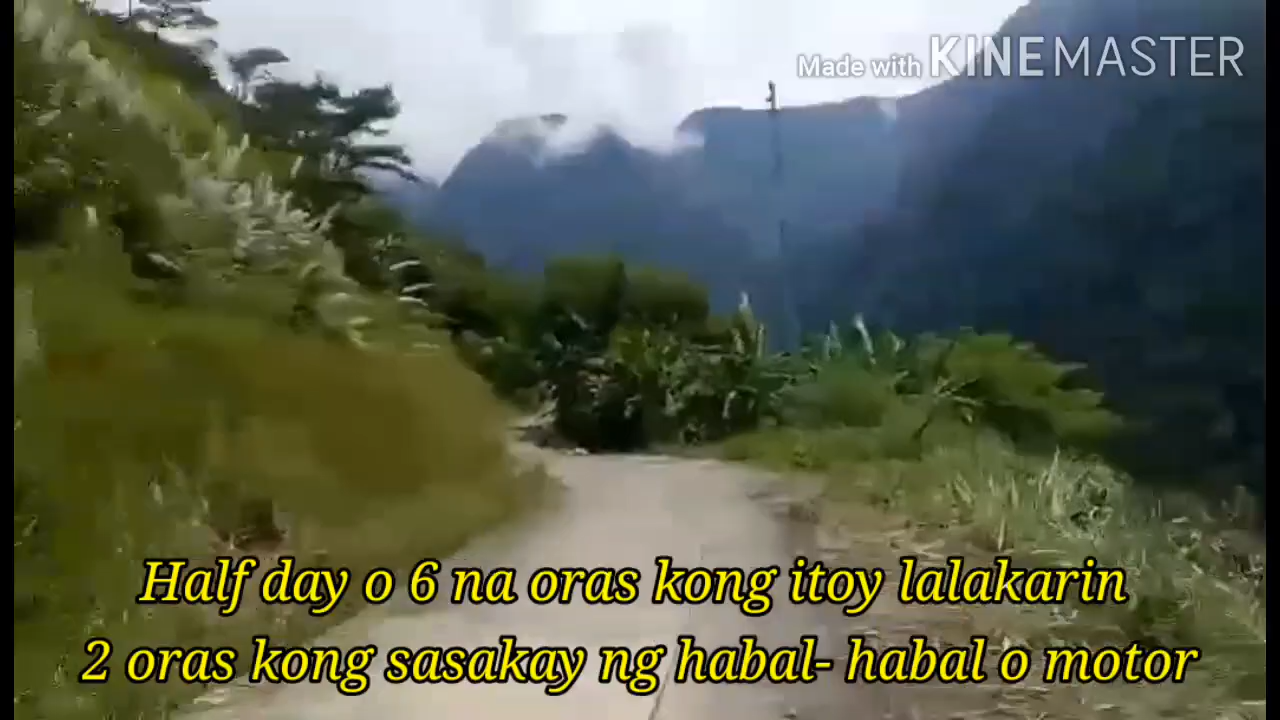 Made with KINEMASTER
Half day o 6 na oras kong itoy lalakarin
2 oras kong sasakay ng habal- habal o motor